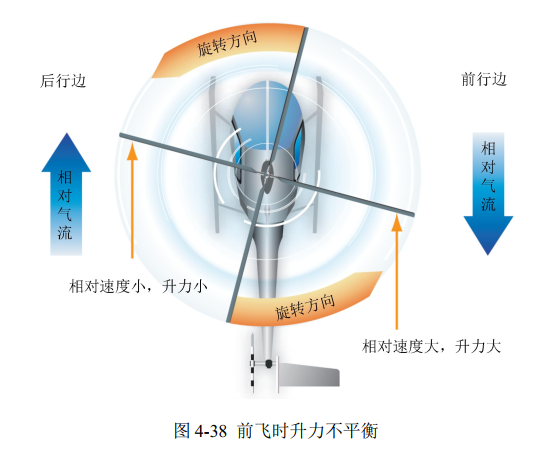 旋转方向
后行边
前行边
相对气流
相对气流
相对速度小，升力小
旋转方向
相对速度大，升力大
图 4-38 前飞时升力不平衡